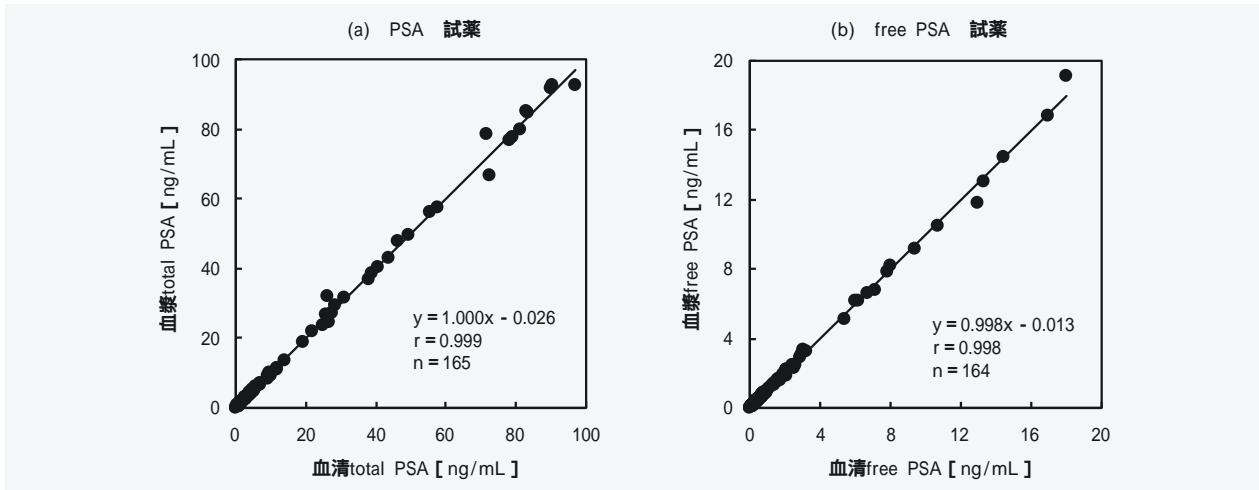 (a) PSA 試薬
100
80
60
40
20
0
血漿total PSA [ ng/mL ]
y = 1.000x - 0.026
r = 0.999
n = 165
0 20 40 60 80 100
血清total PSA [ ng/mL ]
(b) free PSA 試薬
20
16
12
8
4
0
血漿free PSA [ ng/mL ]
y = 0.998x - 0.013
r = 0.998
n = 164
0 4 8 12 16 20
血清free PSA [ ng/mL ]